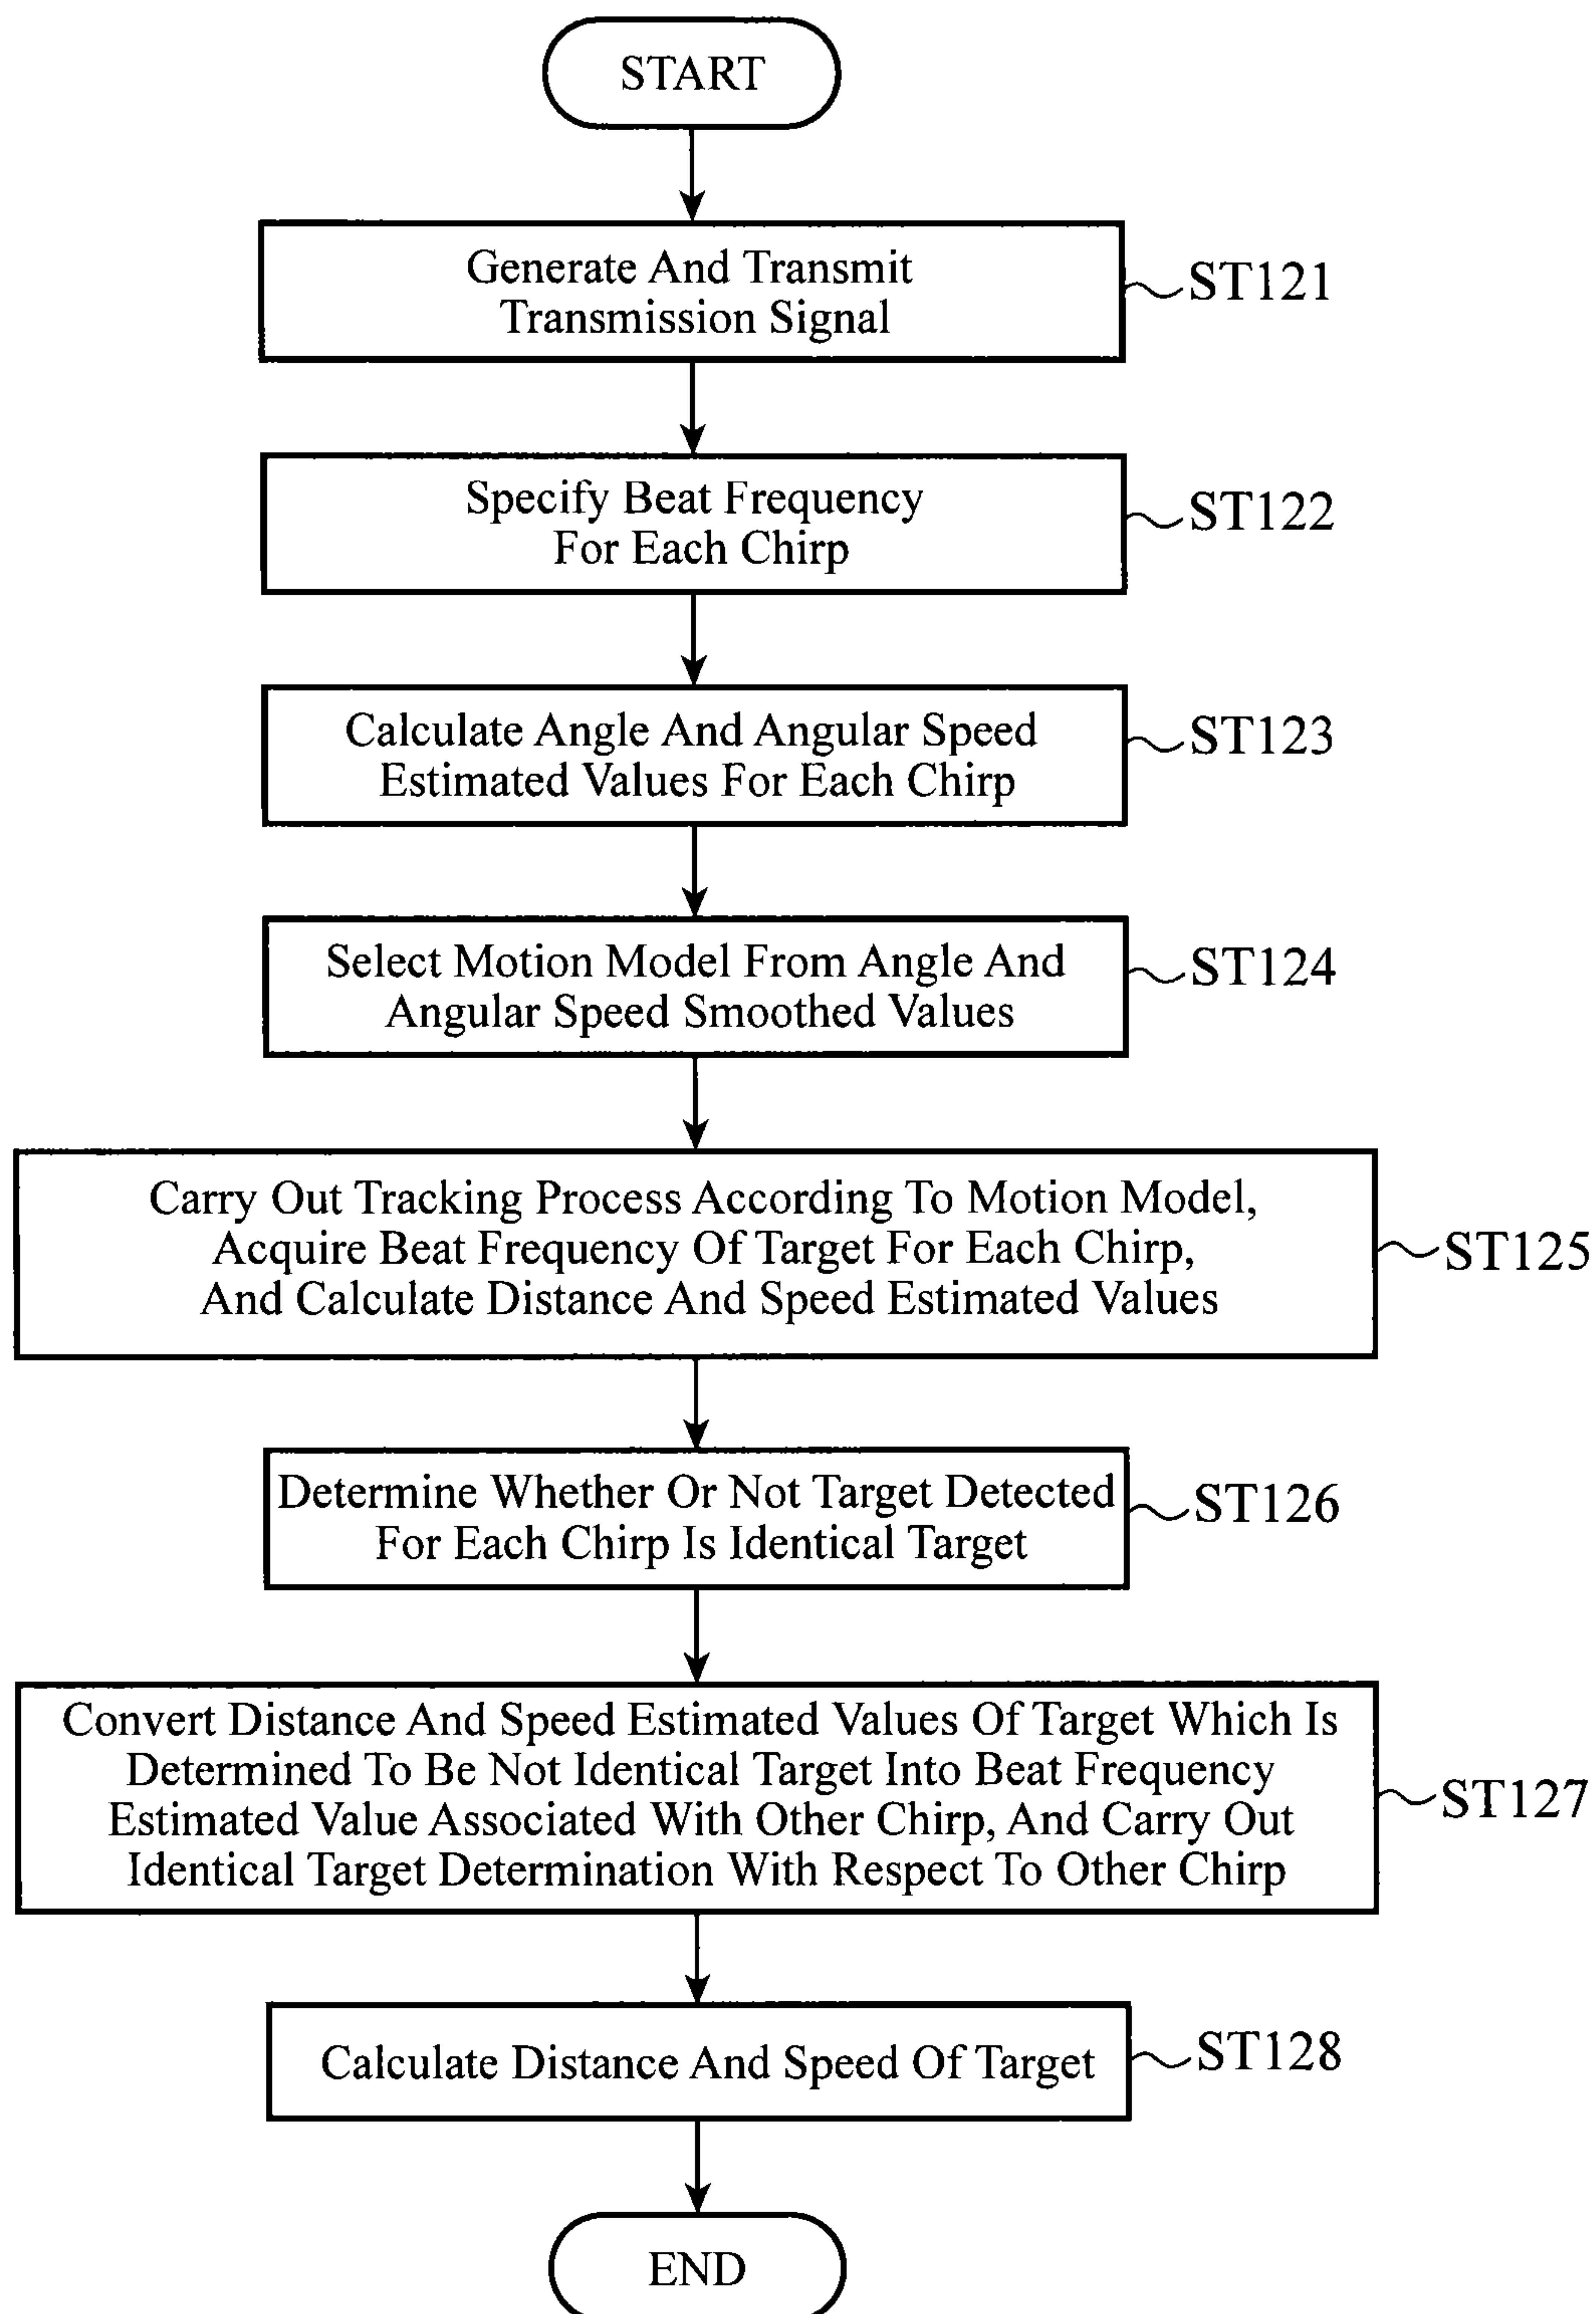 START
Generate And Transmit
Transmission Signal
ST121
Specify Beat Frequency
For Each Chirp
ST122
Calculate Angle And Angular Speed
Estimated Values For Each Chirp
ST123
Select Motion Model From Angle And
Angular Speed Smoothed Values
ST124
Carry Out Tracking Process According To Motion Model,
Acquire Beat Frequency Of Target For Each Chirp,
And Calculate Distance And Speed Estimated Values
ST125
Determine Whether Or Not Target Detected
For Each Chirp Is Identical Target
ST126
Convert Distance And Speed Estimated Values Of Target Which Is
Determined To Be Not Identical Target Into Beat Frequency
Estimated Value Associated With Other Chirp, And Carry Out
Identical Target Determination With Respect To Other Chirp
ST127
Calculate Distance And Speed Of Target
ST128
END